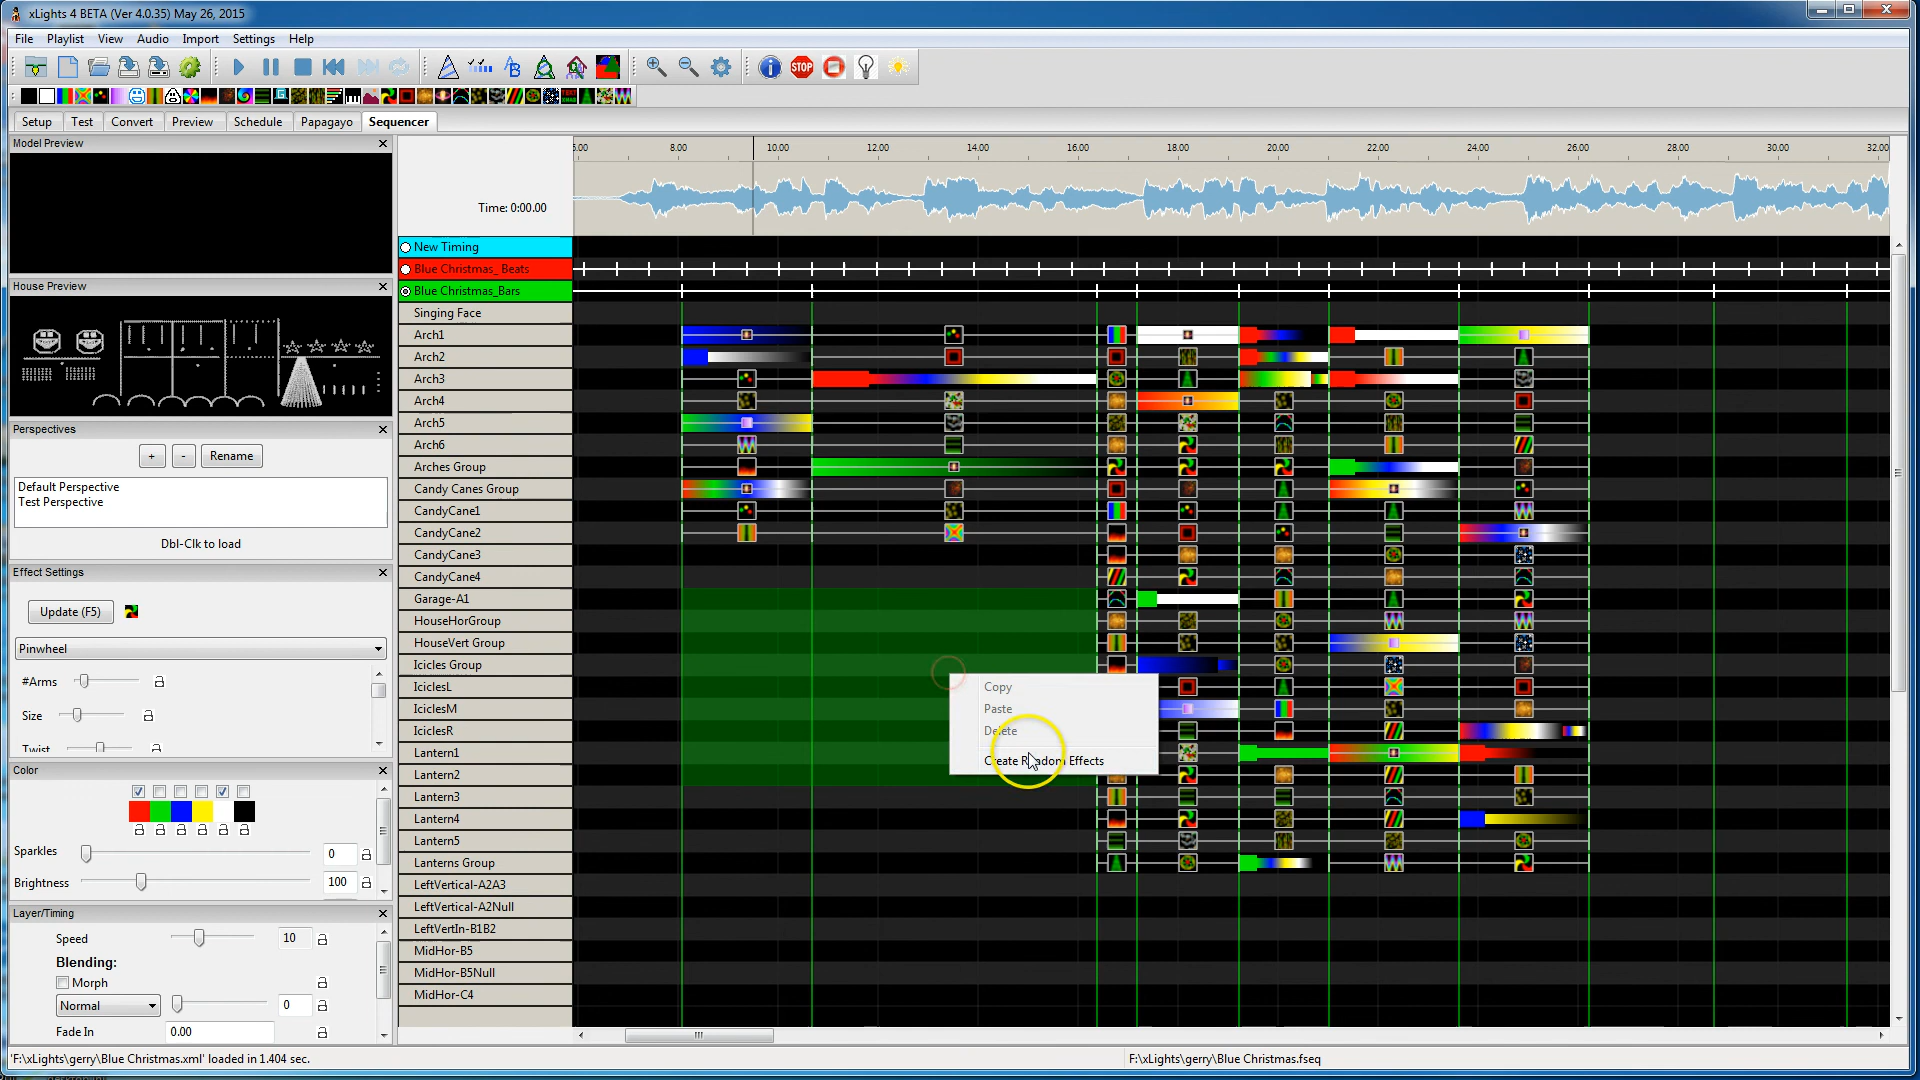 xLights 4 BETA (Ver 4.0.35) May 26, 2015
File Playlist View Audio Import Settings Help
Setup Test Convert Preview Schedule Papagayo Sequencer
Model Preview
House Preview
Perspectives
+ - Rename
Default Perspective
Test Perspective
Dbl-Clk to load
Effect Settings
Update (F5)
Pinwheel
#Arms
Size
Twist
Color
Sparkles 0
Brightness 100
Layer/Timing
Speed 10
Blending:
Morph
Normal 0
Fade In 0.00
8.00 10.00 12.00 14.00 16.00 18.00 20.00 22.00 24.00 26.00 28.00 30.00 32.00
Time: 0:00.00
New Timing
Blue Christmas_ Beats
Blue Christmas_Bars
Singing Face
Arch1
Arch2
Arch3
Arch4
Arch5
Arch6
Arches Group
Candy Canes Group
CandyCane1
CandyCane2
CandyCane3
CandyCane4
Garage-A1
HouseHorGroup
HouseVert Group
Icicles Group
IciclesL
IciclesM
IciclesR
Lantern1
Lantern2
Lantern3
Lantern4
Lantern5
Lanterns Group
LeftVertical-A2A3
LeftVertical-A2Null
LeftVertIn-B1B2
MidHor-B5
MidHor-B5Null
MidHor-C4
Copy
Paste
Delete
Create Random Effects
'F:\xLights\gerry\Blue Christmas.xml' loaded in 1.404 sec.
F:\xLights\gerry\Blue Christmas.fseq